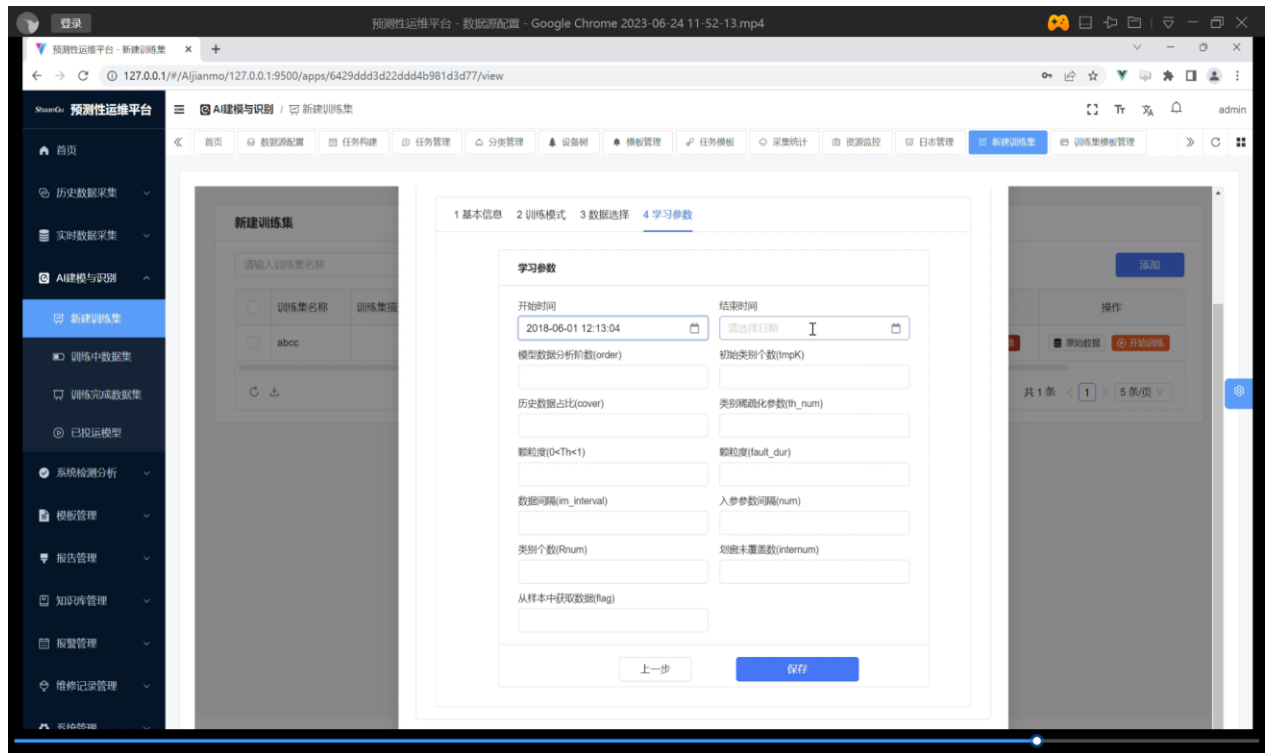 登录
预测性运维平台 - 数据源配置 - Google Chrome 2023-06-24 11-52-13.mp4
预测性运维平台 - 新建训练集
127.0.0.1/#/AIjianmo/127.0.0.1:9500/apps/6429ddd3d22ddd4b981d3d77/view
ShuanGu 预测性运维平台
AI建模与识别 / 新建训练集
admin
首页 数据源配置 任务构建 任务管理 分类管理 设备树 模板管理 任务模板 采集统计 资源监控 日志管理 新建训练集 训练集模板管理
首页
历史数据采集
实时数据采集
AI建模与识别
新建训练集
训练中数据集
训练完成数据集
已投运模型
系统检测分析
模板管理
报告管理
知识库管理
报警管理
维修记录管理
系统管理
新建训练集
请输入训练集名称
添加
训练集名称 训练集描
操作
abcc
原始数据 开始训练
共 1 条 1 5 条/页
1 基本信息 2 训练模式 3 数据选择 4 学习参数
学习参数
开始时间 结束时间
2018-06-01 12:13:04 请选择日期
模型数据分析阶数(order) 初始类别个数(tmpK)
历史数据占比(cover) 类别稀疏化参数(th_num)
颗粒度(0<Th<1) 颗粒度(fault_dur)
数据间隔(im_interval) 入参参数间隔(num)
类别个数(Rnum) 划窗未覆盖数(internum)
从样本中获取数据(flag)
上一步 保存